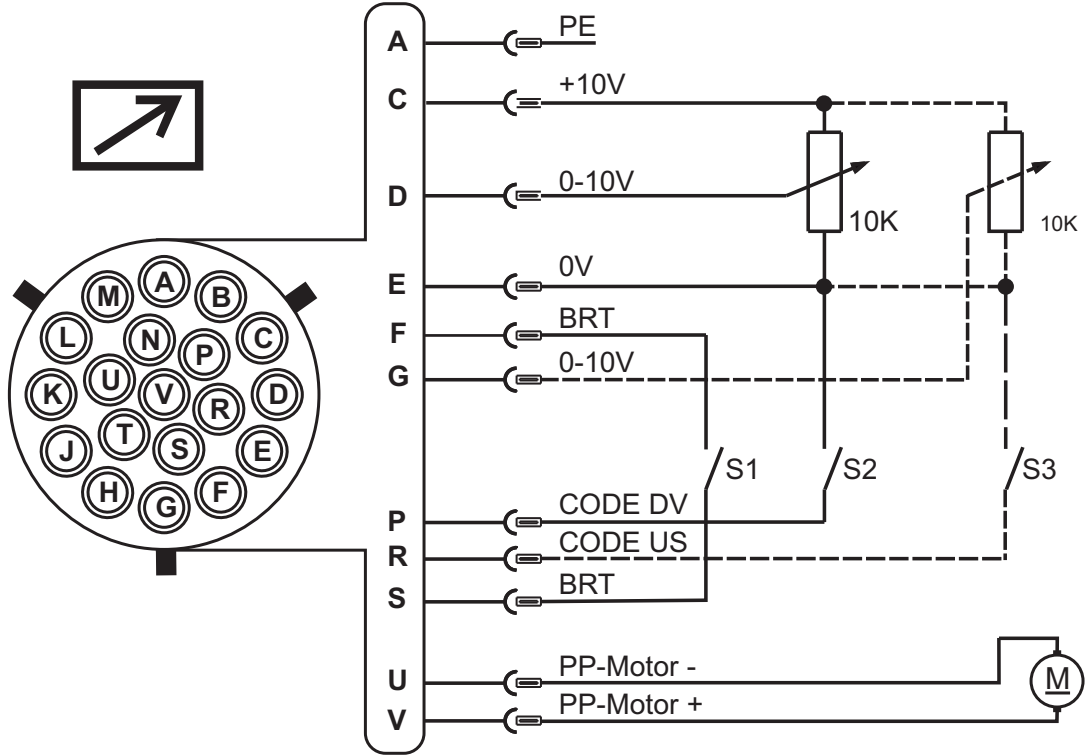 A PE
C +10V
D 0-10V
10K 10K
E 0V
F BRT
G 0-10V
S1 S2 S3
P CODE DV
R CODE US
S BRT
U PP-Motor -
V PP-Motor +
M
A
M B
L N P C
K U V R D
J T S E
H G F